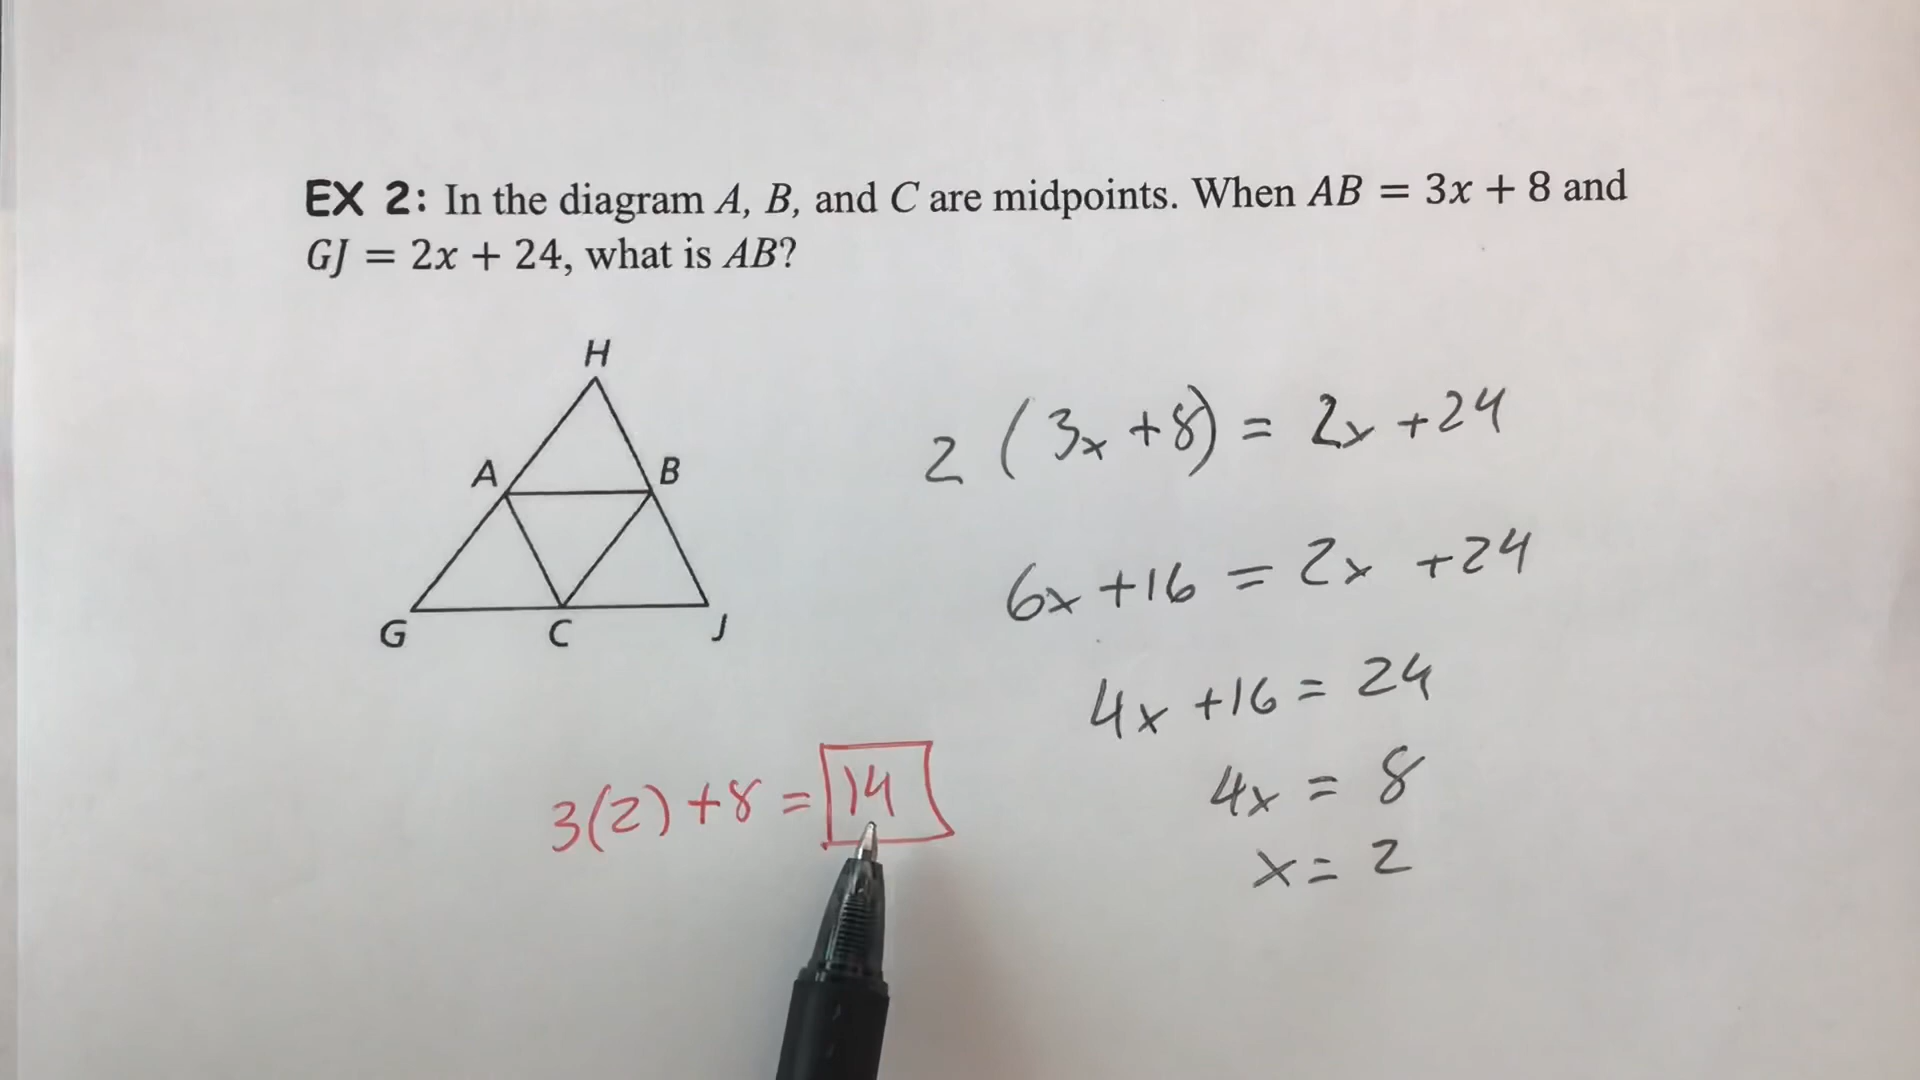 EX 2: In the diagram A, B, and C are midpoints. When AB = 3x + 8 and
GJ = 2x + 24, what is AB?
H
A
B
G
C
J
2 (3x +8) = 2x +24
6x +16 = 2x +24
4x +16 = 24
4x = 8
x = 2
3(2) +8 = 14